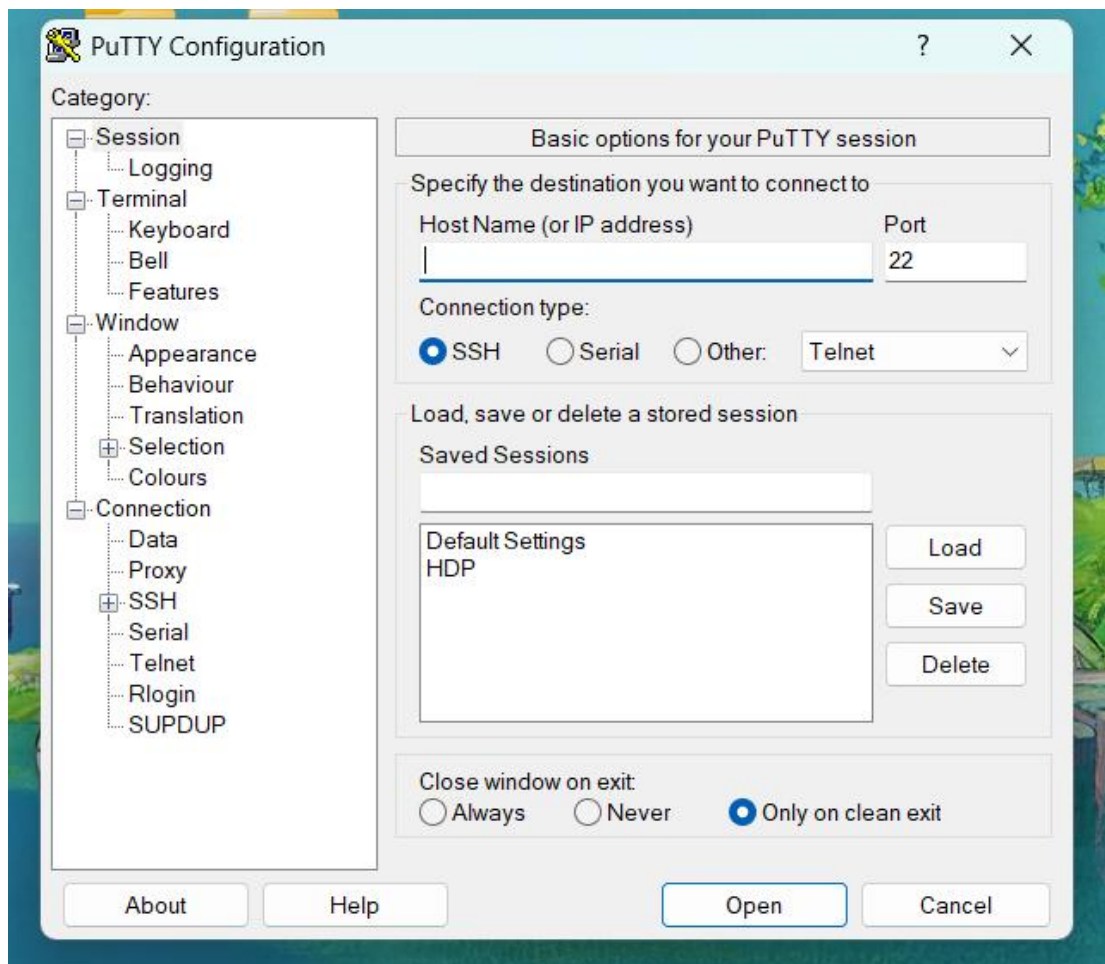 PuTTY Configuration
?
Category:
Session
Logging
Terminal
Keyboard
Bell
Features
Window
Appearance
Behaviour
Translation
Selection
Colours
Connection
Data
Proxy
SSH
Serial
Telnet
Rlogin
SUPDUP
Basic options for your PuTTY session
Specify the destination you want to connect to
Host Name (or IP address) Port
22
Connection type:
SSH Serial Other: Telnet
Load, save or delete a stored session
Saved Sessions
Default Settings
HDP
Load
Save
Delete
Close window on exit:
Always Never Only on clean exit
About Help Open Cancel